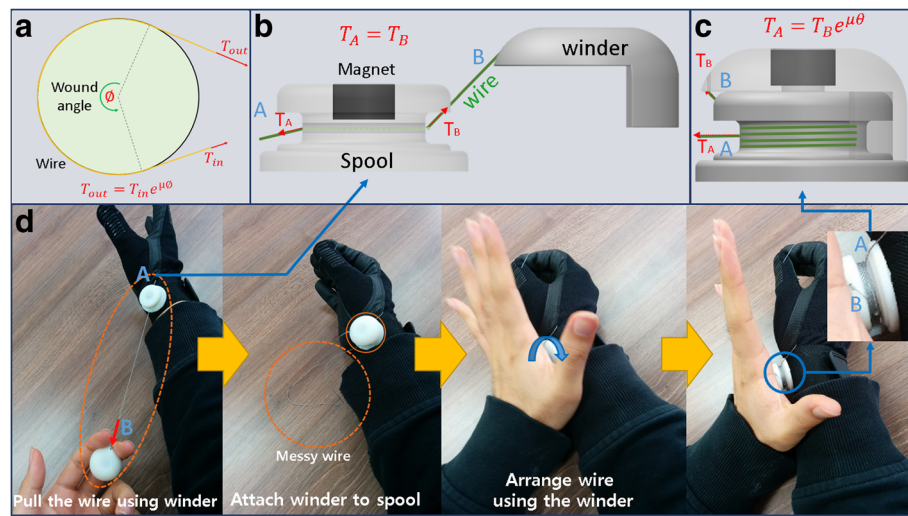 a
T_out
Wound
angle
Ø
Wire
T_in
T_out = T_in e^{μØ}
b
T_A = T_B
Magnet
B
winder
wire
A
T_A
T_B
Spool
c
T_A = T_B e^{μθ}
T_B
B
T_A
A
d
A
B
Pull the wire using winder
Messy wire
Attach winder to spool
Arrange wire
using the winder
A
B